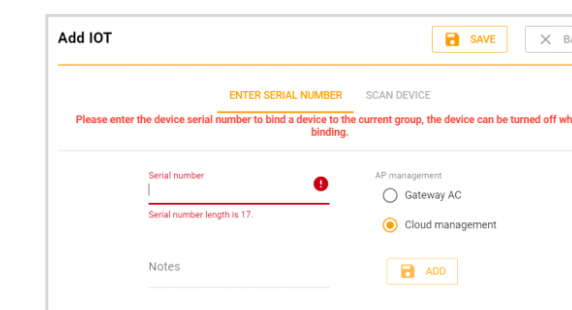 Add IOT
SAVE
ENTER SERIAL NUMBER
SCAN DEVICE
Please enter the device serial number to bind a device to the current group, the device can be turned off
binding.
Serial number
AP management
Gateway AC
Serial number length is 17.
Cloud management
Notes
ADD